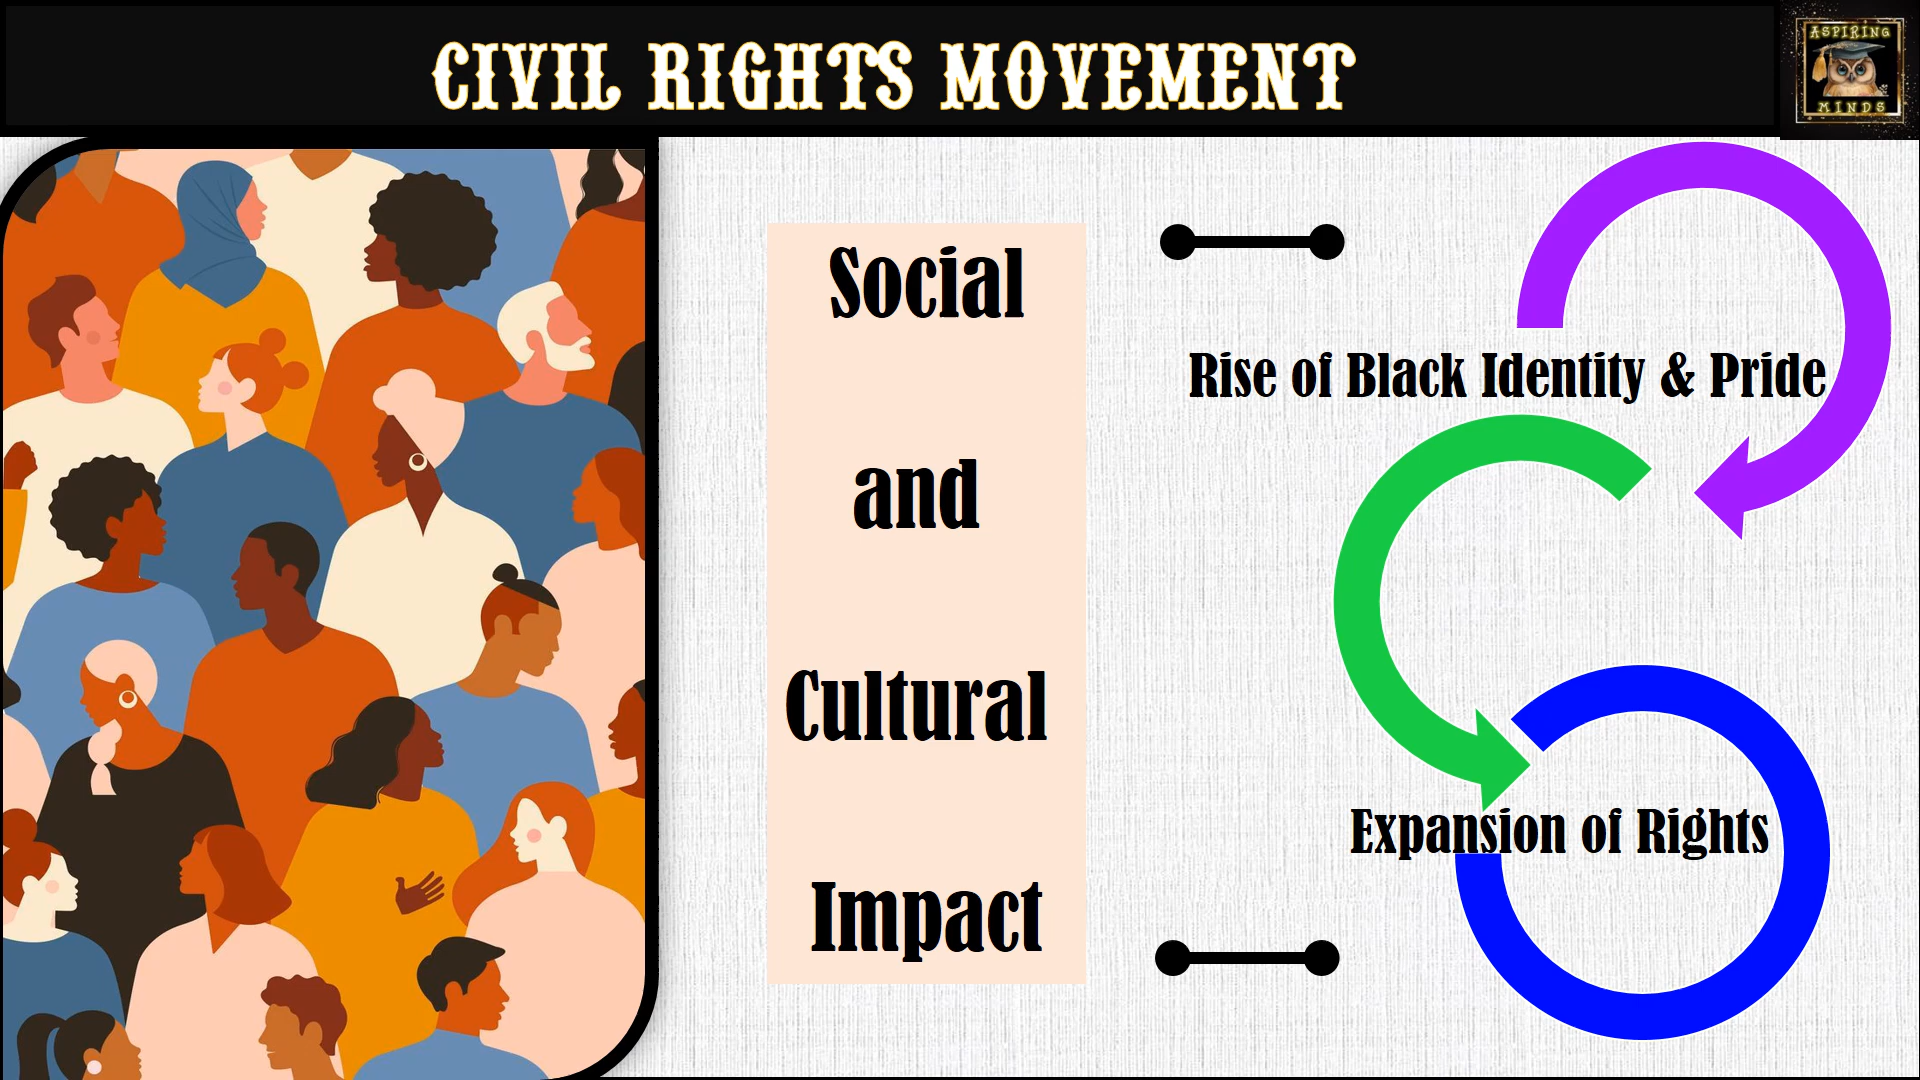 CIVIL RIGHTS MOVEMENT
ASPIRING
MINDS
Social
and
Cultural
Impact
Rise of Black Identity & Pride
Expansion of Rights